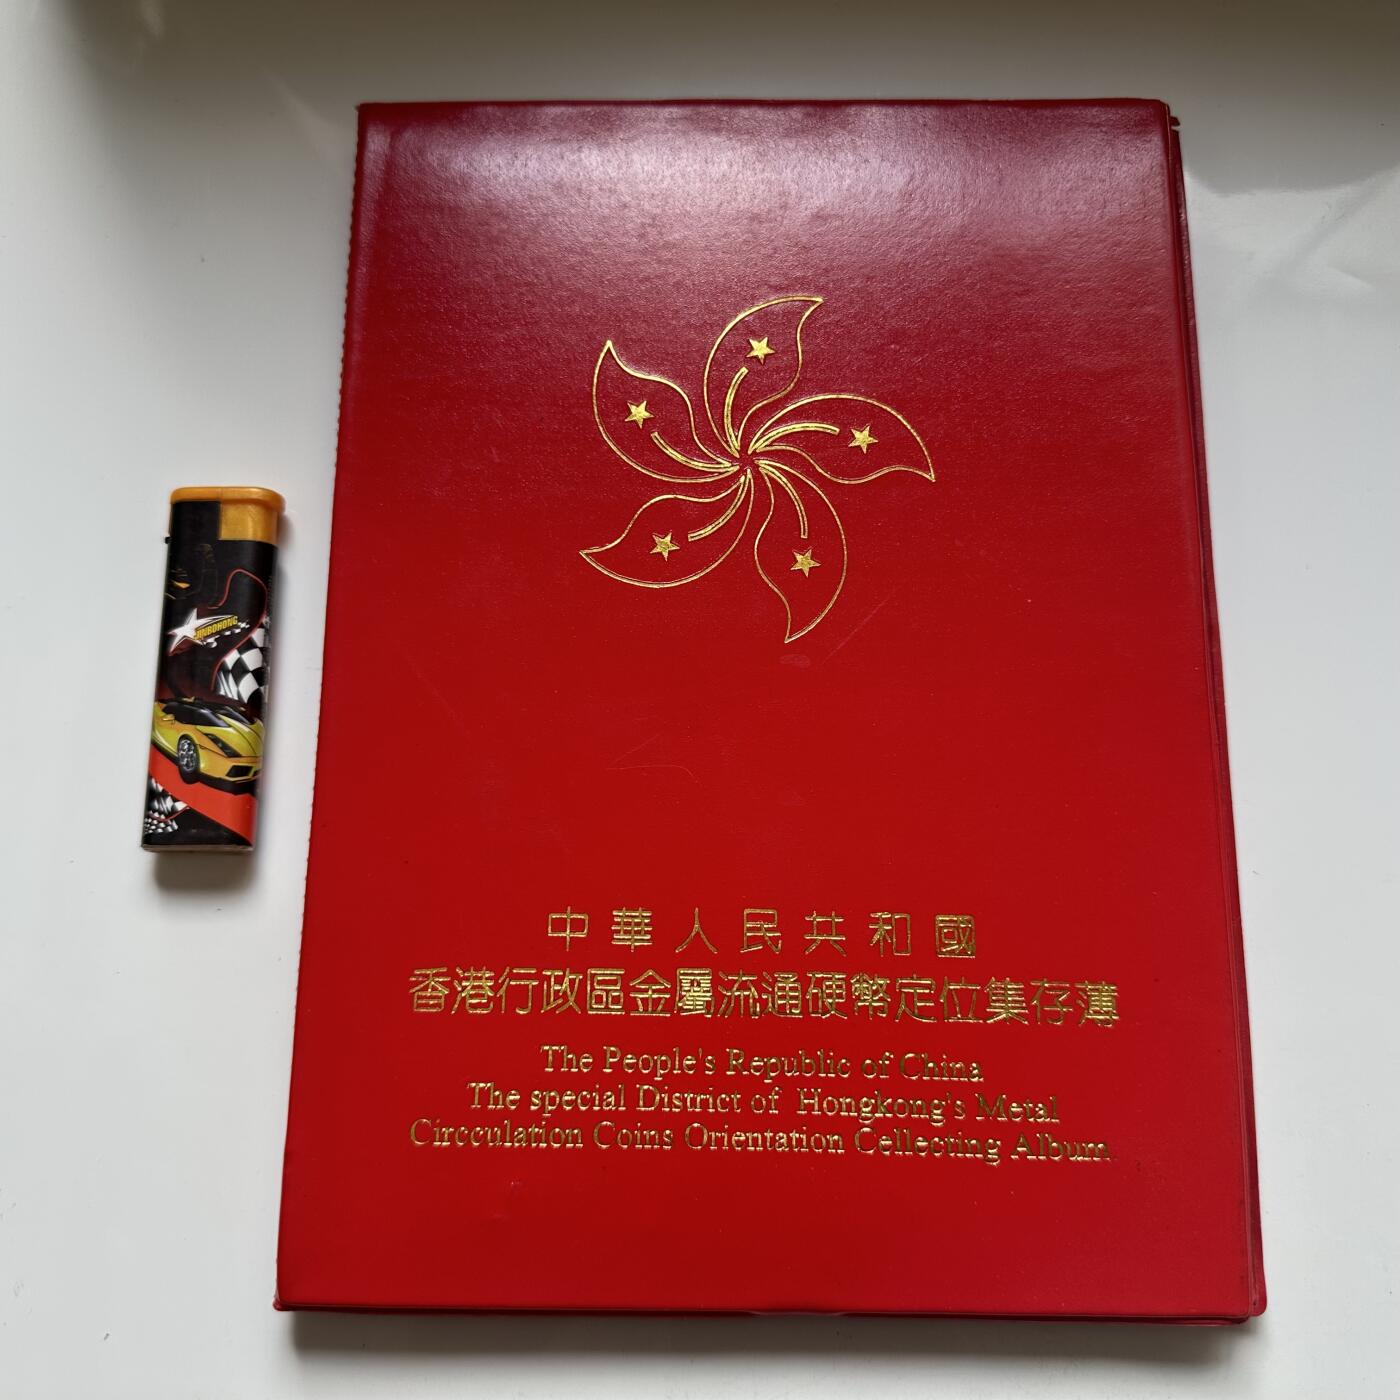 中華人民共和國
香港行政區金屬流通硬幣定位集存薄
The People's Republic of China
The special District of Hongkong's Metal
Circculation Coins Orientation Cellecting Album
JINBOHONG